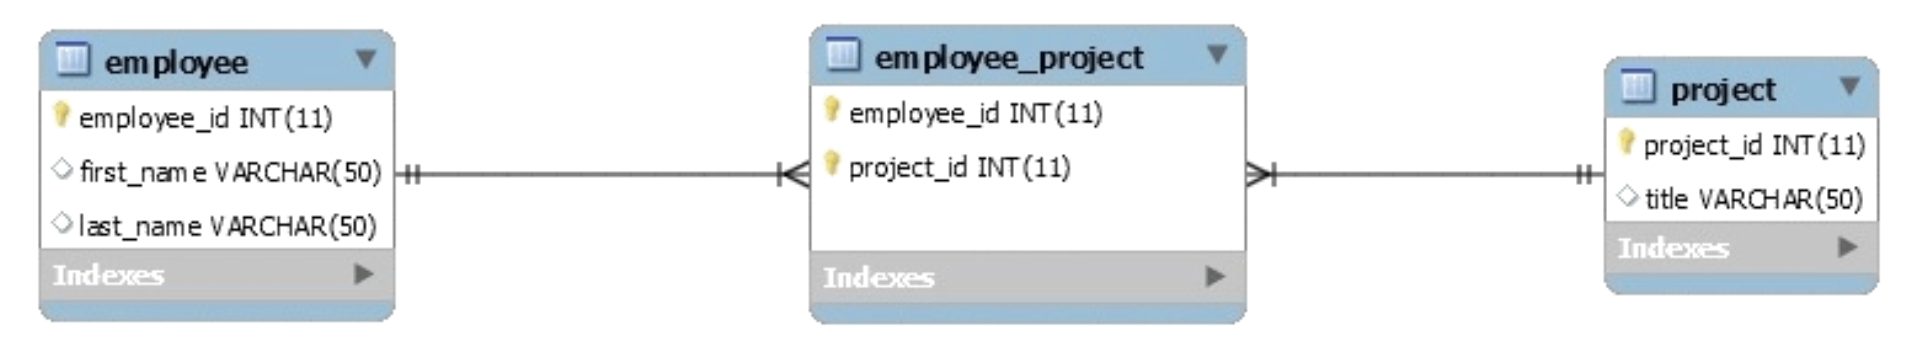 employee
employee_id INT(11)
first_name VARCHAR(50)
last_name VARCHAR(50)
Indexes
employee_project
employee_id INT(11)
project_id INT(11)
Indexes
project
project_id INT(11)
title VARCHAR(50)
Indexes